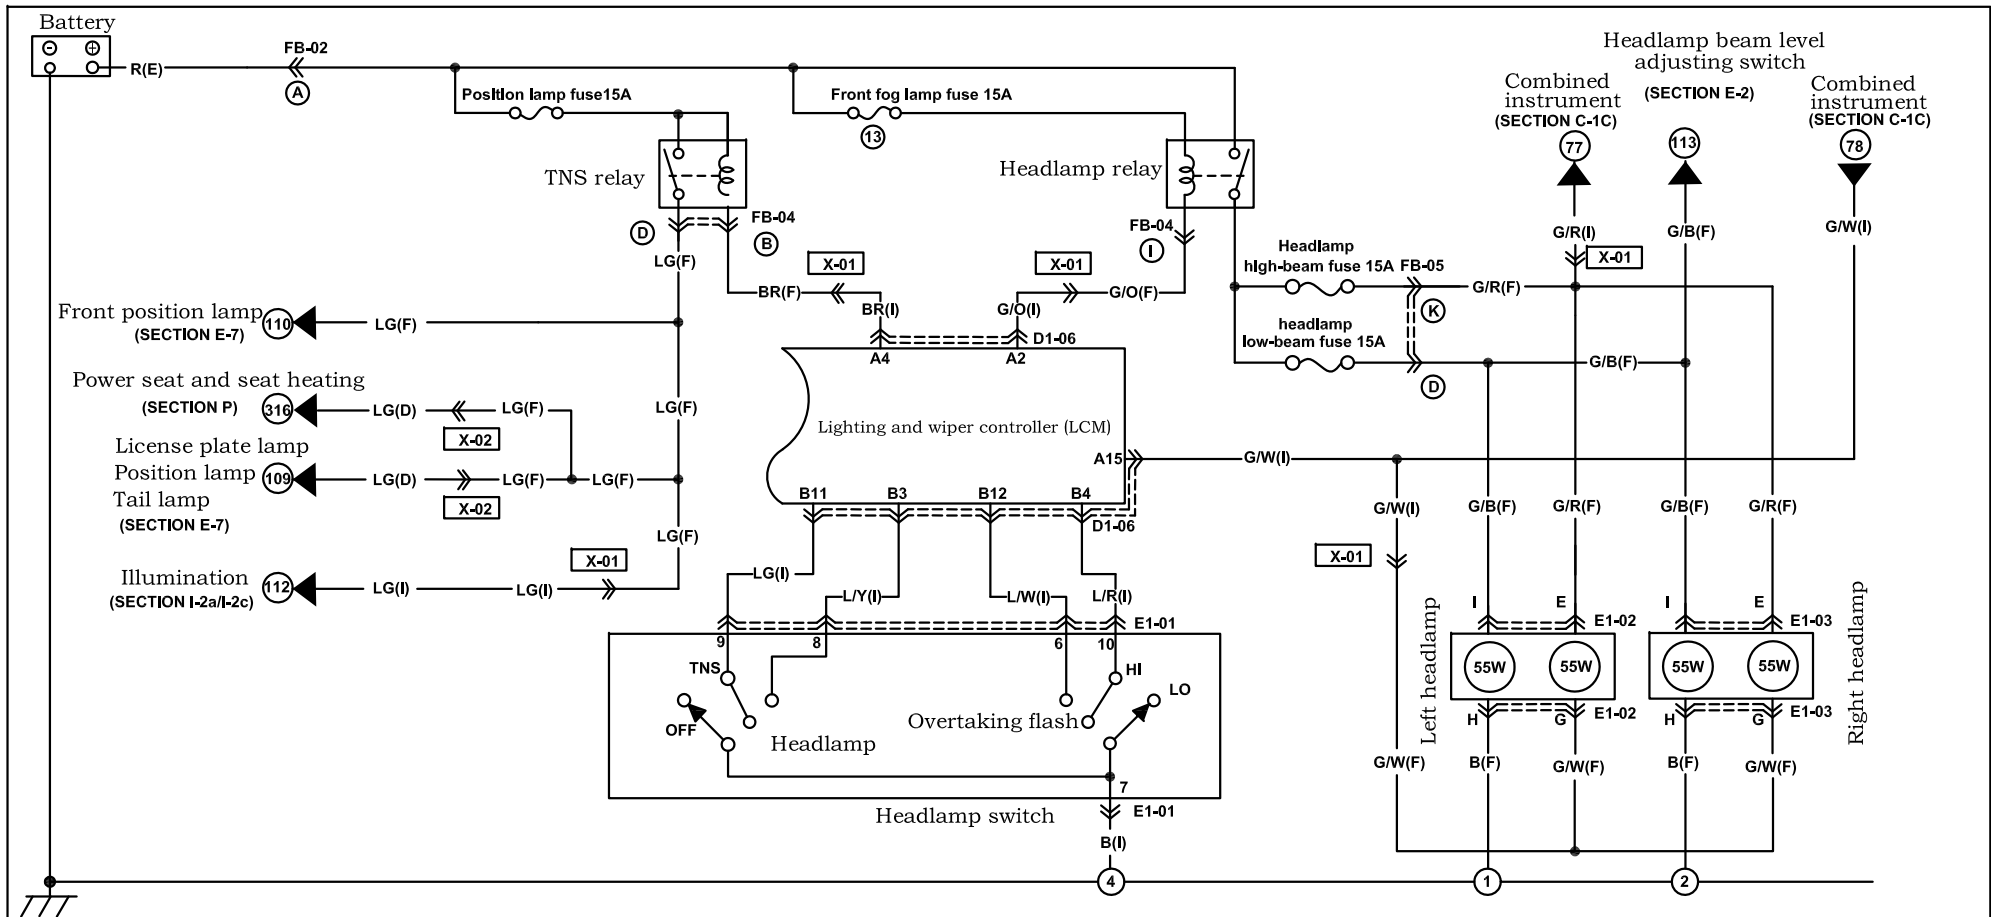 Battery
R(E)
FB-02
A
Position lamp fuse15A
Front fog lamp fuse 15A
13
TNS relay
Headlamp relay
D
FB-04
B
FB-04
I
LG(F)
X-01
X-01
BR(F)
BR(I)
G/O(I)
G/O(F)
D1-06
A4
A2
Headlamp beam level
adjusting switch
(SECTION E-2)
Combined
instrument
(SECTION C-1C)
Combined
instrument
(SECTION C-1C)
77
113
78
G/R(I)
G/B(F)
G/W(I)
X-01
Headlamp
high-beam fuse 15A
FB-05
G/R(F)
K
headlamp
low-beam fuse 15A
G/B(F)
D
Front position lamp
(SECTION E-7)
110
LG(F)
Power seat and seat heating
(SECTION P)
316
LG(D)
LG(F)
X-02
LG(F)
License plate lamp
Position lamp
Tail lamp
(SECTION E-7)
109
LG(D)
LG(F)
LG(F)
X-02
LG(F)
Illumination
(SECTION I-2a/I-2c)
112
LG(I)
LG(I)
X-01
Lighting and wiper controller (LCM)
A15
G/W(I)
B11
B3
B12
B4
D1-06
LG(I)
L/Y(I)
L/W(I)
L/R(I)
E1-01
9
8
6
10
TNS
HI
LO
OFF
Headlamp
Overtaking flash
7
Headlamp switch
E1-01
B(I)
4
G/W(I)
X-01
G/W(F)
G/B(F)
G/R(F)
G/B(F)
G/R(F)
I
E
E1-02
I
E
E1-03
Left headlamp
55W
55W
55W
55W
Right headlamp
H
G
E1-02
H
G
E1-03
B(F)
G/W(F)
B(F)
G/W(F)
1
2